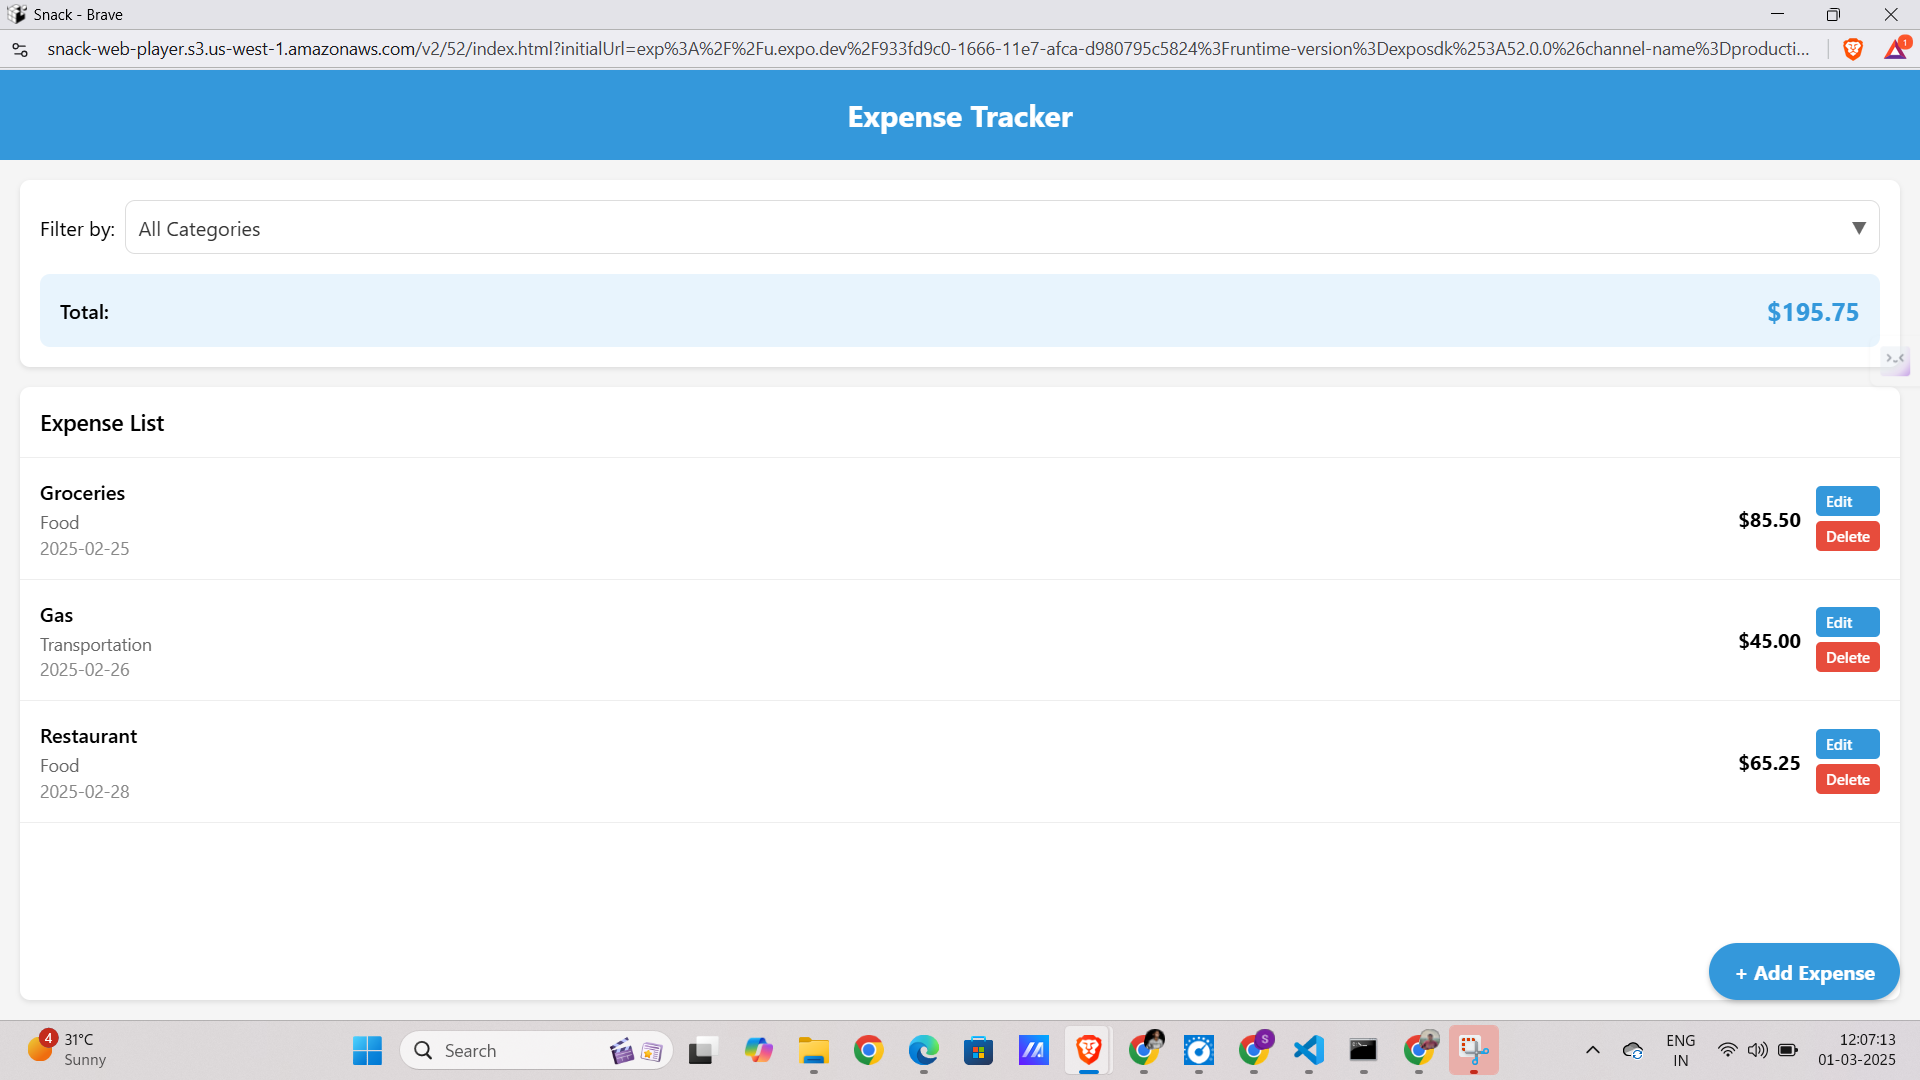 Snack - Brave
snack-web-player.s3.us-west-1.amazonaws.com/v2/52/index.html?initialUrl=exp%3A%2F%2Fu.expo.dev%2F933fd9c0-1666-11e7-afca-d980795c5824%3Fruntime-version%3Dexposdk%253A52.0.0%26channel-name%3Dproducti...
1
Expense Tracker
Filter by:
All Categories
▼
Total:
$195.75
Expense List
Groceries
Food
2025-02-25
$85.50
Edit
Delete
Gas
Transportation
2025-02-26
$45.00
Edit
Delete
Restaurant
Food
2025-02-28
$65.25
Edit
Delete
+ Add Expense
4
31°C
Sunny
Search
S
ENG
IN
12:07:13
01-03-2025